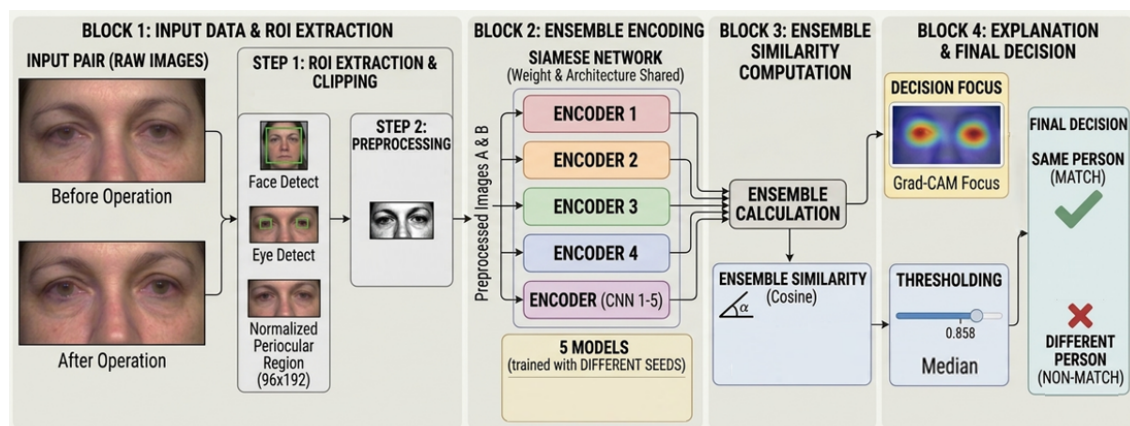 BLOCK 1: INPUT DATA & ROI EXTRACTION
INPUT PAIR (RAW IMAGES)
Before Operation
After Operation
STEP 1: ROI EXTRACTION &
CLIPPING
Face Detect
Eye Detect
Normalized
Periocular
Region
(96x192)
STEP 2:
PREPROCESSING
BLOCK 2: ENSEMBLE ENCODING
SIAMESE NETWORK
(Weight & Architecture Shared)
Preprocessed Images A & B
ENCODER 1
ENCODER 2
ENCODER 3
ENCODER 4
ENCODER (CNN 1-5)
5 MODELS
(trained with DIFFERENT SEEDS)
BLOCK 3: ENSEMBLE
SIMILARITY
COMPUTATION
ENSEMBLE
CALCULATION
ENSEMBLE SIMILARITY
(Cosine)
α
BLOCK 4: EXPLANATION
& FINAL DECISION
DECISION FOCUS
Grad-CAM Focus
THRESHOLDING
0.858
Median
FINAL DECISION
SAME PERSON
(MATCH)
DIFFERENT
PERSON
(NON-MATCH)